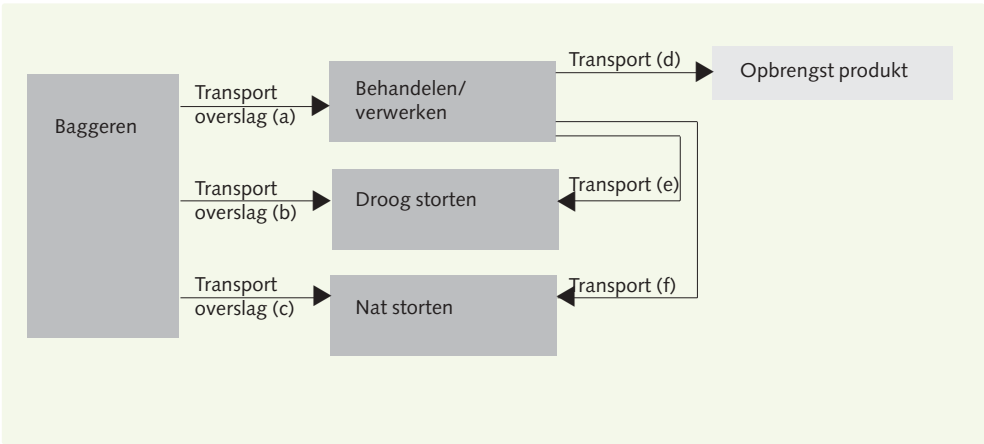 Baggeren
Transport
overslag (a)
Behandelen/
verwerken
Transport (d)
Opbrengst produkt
Transport
overslag (b)
Droog storten
Transport (e)
Transport
overslag (c)
Nat storten
Transport (f)